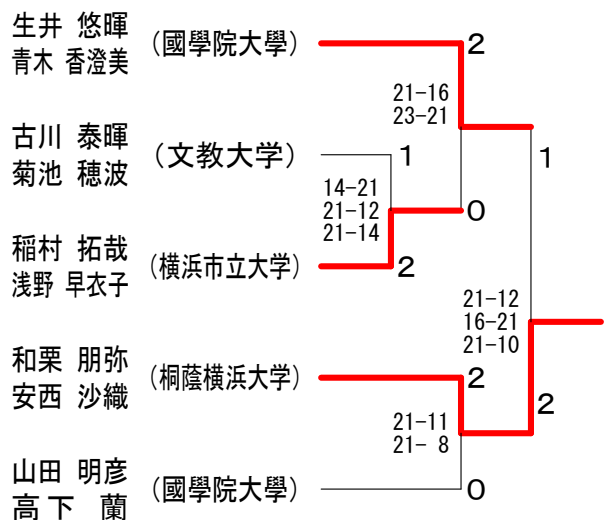 生井 悠暉
青木 香澄美
(國學院大學)
2
21-16
23-21
古川 泰暉
菊池 穂波
(文教大学)
1
1
14-21
21-12
21-14
0
稲村 拓哉
浅野 早衣子
(横浜市立大学)
2
21-12
16-21
21-10
和栗 朋弥
安西 沙織
(桐蔭横浜大学)
2
2
21-11
21- 8
山田 明彦
高下 蘭
(國學院大學)
0